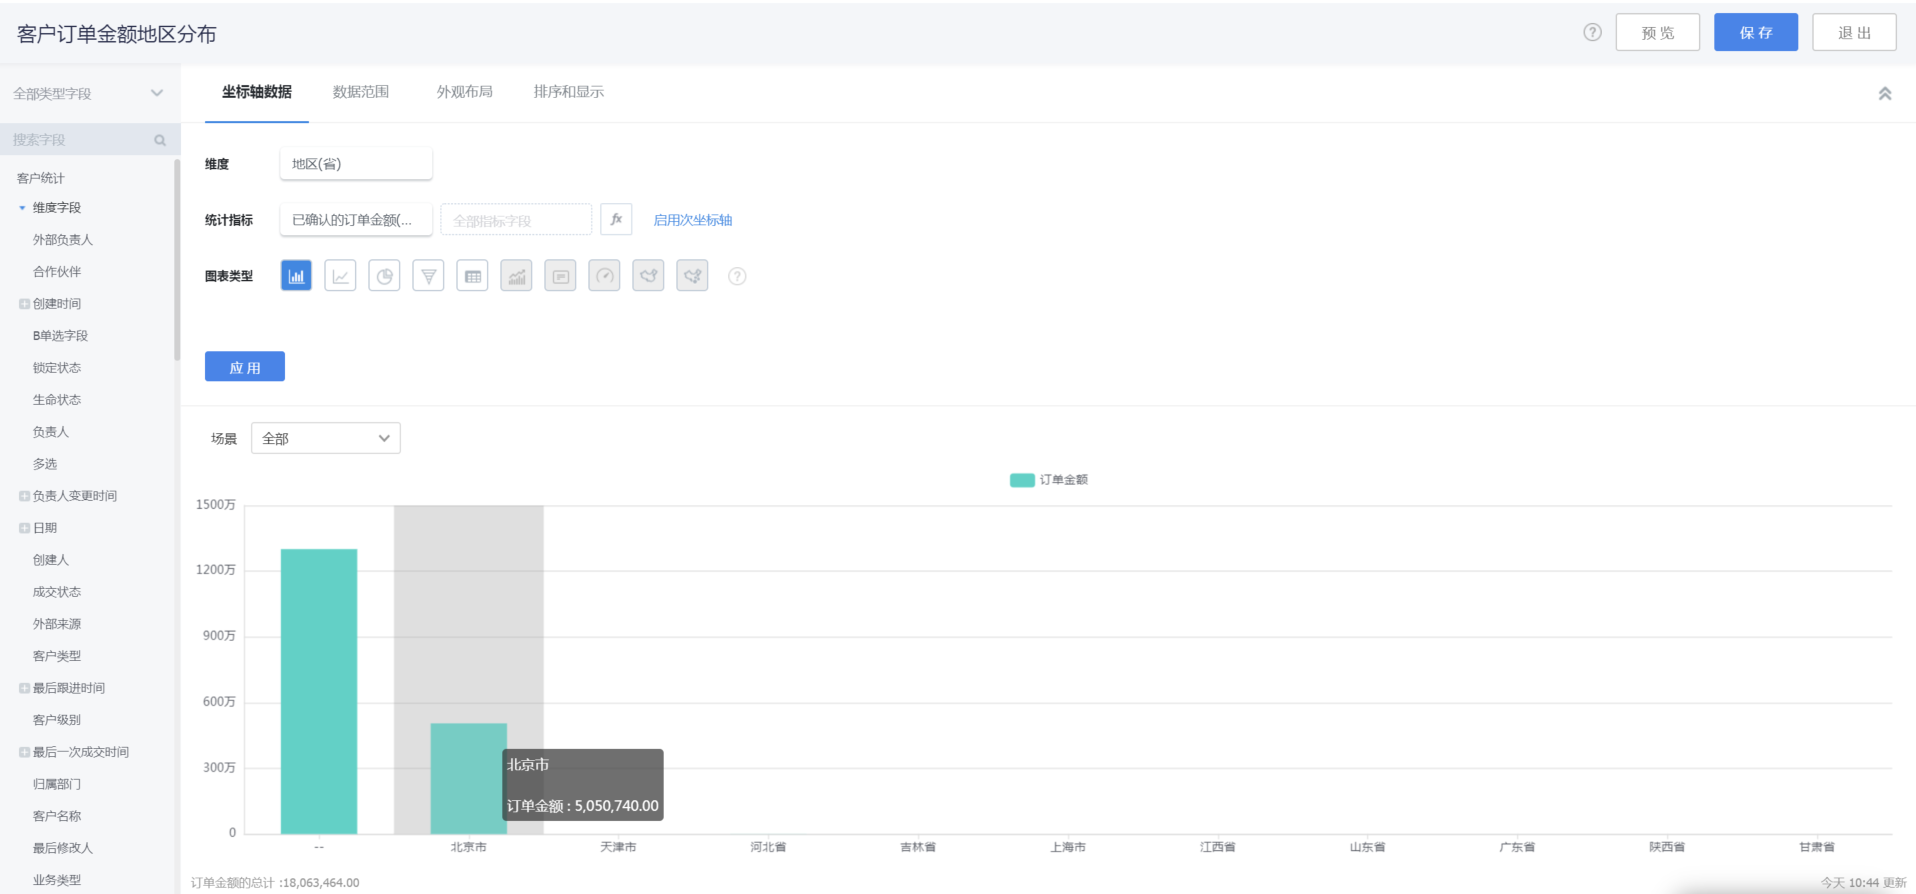 客户订单金额地区分布
预 览
保 存
退 出
全部类型字段
搜索字段
客户统计
维度字段
外部负责人
合作伙伴
创建时间
B单选字段
锁定状态
生命状态
负责人
多选
负责人变更时间
日期
创建人
成交状态
外部来源
客户类型
最后跟进时间
客户级别
最后一次成交时间
归属部门
客户名称
最后修改人
业务类型
坐标轴数据 数据范围 外观布局 排序和显示
维度 地区(省)
统计指标 已确认的订单金额(... 全部指标字段 fx 启用次坐标轴
图表类型
应 用
场景 全部
订单金额
1500万
1200万
900万
600万
300万
0
北京市
订单金额 : 5,050,740.00
-- 北京市 天津市 河北省 吉林省 上海市 江西省 山东省 广东省 陕西省 甘肃省
订单金额的总计 :18,063,464.00
今天 10:44 更新